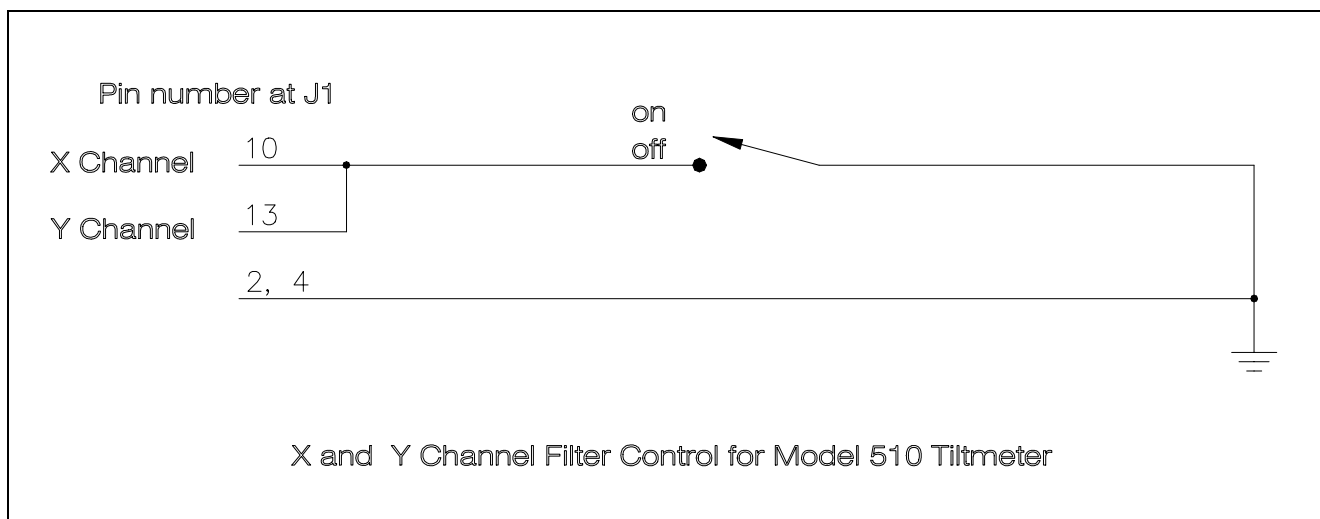 Pin number at J1
on
off
X Channel 10
Y Channel 13
2, 4
X and Y Channel Filter Control for Model 510 Tiltmeter